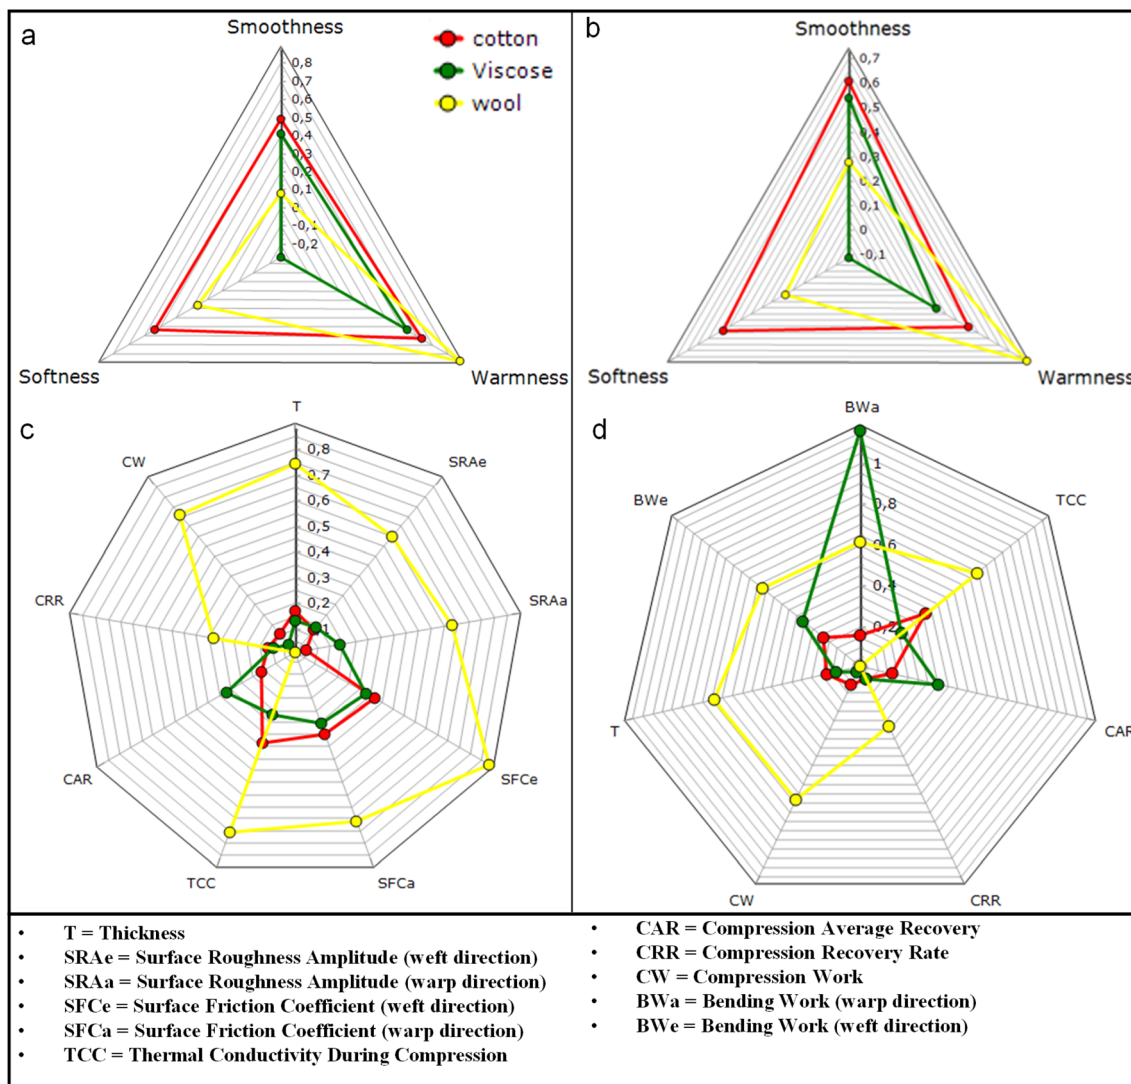 a
Smoothness
cotton
Viscose
wool
0,8
0,7
0,6
0,5
0,4
0,3
0,2
0,1
0
-0,1
-0,2
Softness
Warmness
b
Smoothness
0,7
0,6
0,5
0,4
0,3
0,2
0,1
0
-0,1
Softness
Warmness
c
T
SRAe
SRAa
SFCe
SFCa
TCC
CAR
CRR
CW
0,8
0,7
0,6
0,5
0,4
0,3
0,2
d
BWa
TCC
CAR
CRR
CW
T
BWe
1
0,8
0,6
0,4
0,2
• T = Thickness
• SRAe = Surface Roughness Amplitude (weft direction)
• SRAa = Surface Roughness Amplitude (warp direction)
• SFCe = Surface Friction Coefficient (weft direction)
• SFCa = Surface Friction Coefficient (warp direction)
• TCC = Thermal Conductivity During Compression
• CAR = Compression Average Recovery
• CRR = Compression Recovery Rate
• CW = Compression Work
• BWa = Bending Work (warp direction)
• BWe = Bending Work (weft direction)